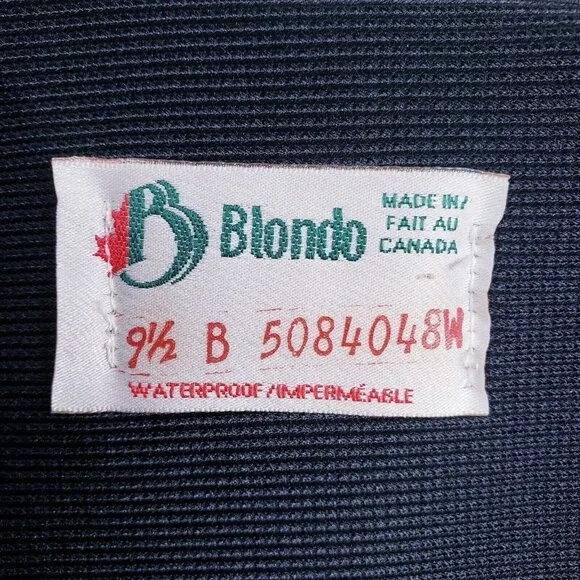 B Blondo
MADE IN/
FAIT AU
CANADA
9½ B 5084048W
WATERPROOF/IMPERMÉABLE